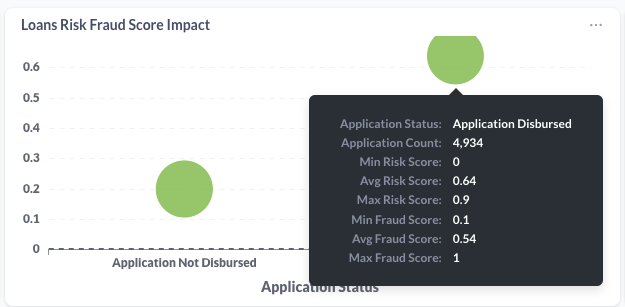 Loans Risk Fraud Score Impact
...
0.6
0.5
0.4
0.3
0.2
0.1
0
Application Status: Application Disbursed
Application Count: 4,934
Min Risk Score: 0
Avg Risk Score: 0.64
Max Risk Score: 0.9
Min Fraud Score: 0.1
Avg Fraud Score: 0.54
Max Fraud Score: 1
Application Not Disbursed
Application Status